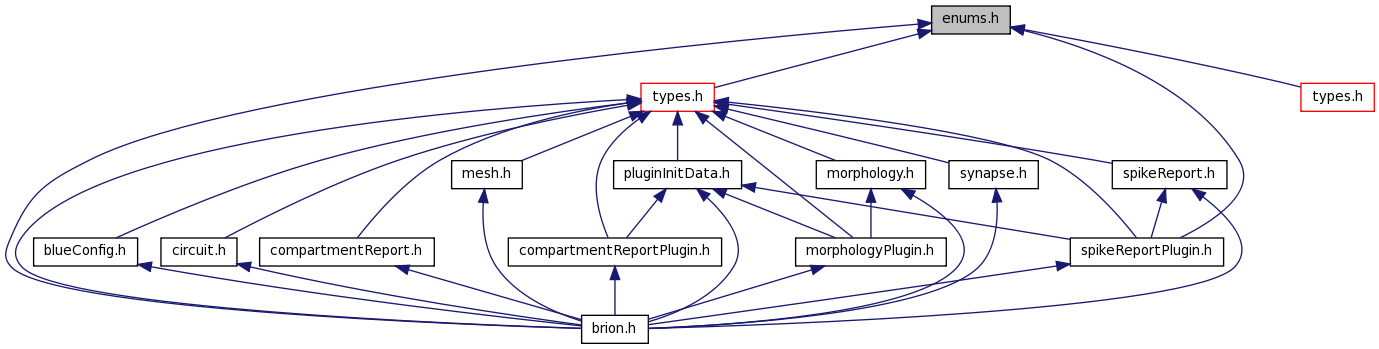 enums.h
types.h
types.h
mesh.h
pluginInitData.h
morphology.h
synapse.h
spikeReport.h
blueConfig.h
circuit.h
compartmentReport.h
compartmentReportPlugin.h
morphologyPlugin.h
spikeReportPlugin.h
brion.h